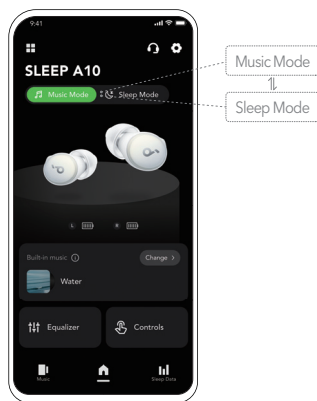 9:41
SLEEP A10
Music Mode
Sleep Mode
Music Mode
Sleep Mode
L
R
Built-in music
Change >
Water
Equalizer
Controls
Music
Sleep Data